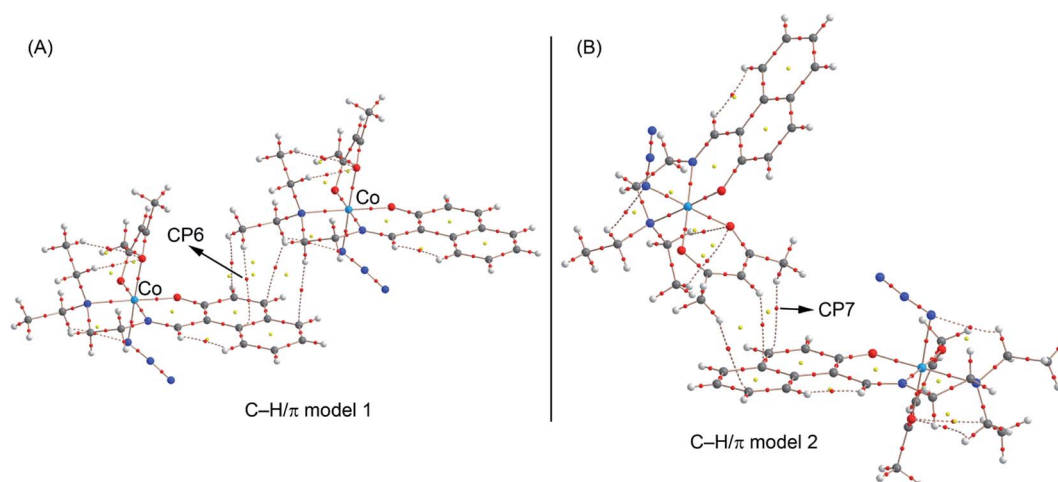 (A)
(B)
Co
CP6
Co
CP7
C–H/π model 1
C–H/π model 2